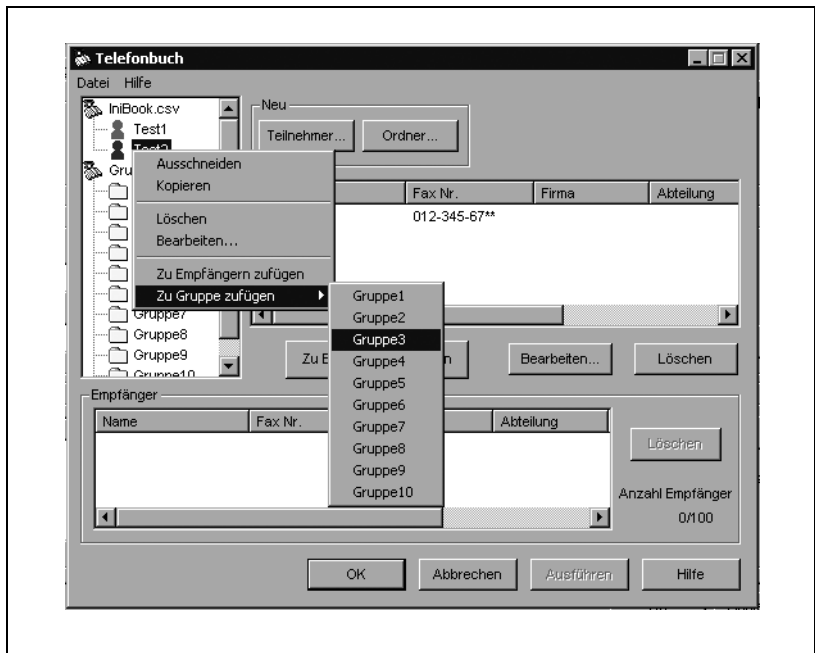 Telefonbuch
Datei Hilfe
IniBook.csv
Test1
Neu
Teilnehmer... Ordner...
Ausschneiden
Kopieren
Löschen
Bearbeiten...
Zu Empfängern zufügen
Zu Gruppe zufügen
Fax Nr. Firma Abteilung
012-345-67**
Gruppe7
Gruppe8
Gruppe9
Gruppe10
Gruppe1
Gruppe2
Gruppe3
Gruppe4
Gruppe5
Gruppe6
Gruppe7
Gruppe8
Gruppe9
Gruppe10
Bearbeiten... Löschen
Empfänger
Name Fax Nr. Abteilung
Löschen
Anzahl Empfänger
0/100
OK Abbrechen Ausführen Hilfe